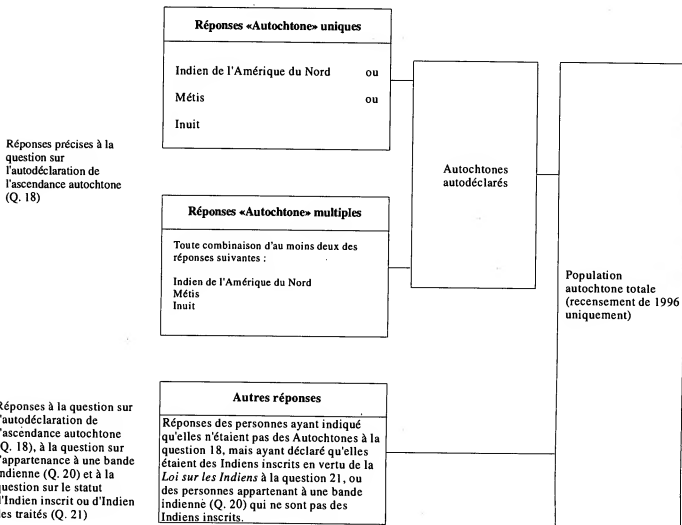 Réponses «Autochtone» uniques
Indien de l'Amérique du Nord ou
Métis ou
Inuit
Réponses précises à la
question sur
l'autodéclaration de
l'ascendance autochtone
(Q. 18)
Autochtones
autodéclarés
Réponses «Autochtone» multiples
Toute combinaison d'au moins deux des
réponses suivantes :
Indien de l'Amérique du Nord
Métis
Inuit
Population
autochtone totale
(recensement de 1996
uniquement)
Réponses à la question sur
l'autodéclaration de
l'ascendance autochtone
(Q. 18), à la question sur
l'appartenance à une bande
indienne (Q. 20) et à la
question sur le statut
d'Indien inscrit ou d'Indien
des traités (Q. 21)
Autres réponses
Réponses des personnes ayant indiqué
qu'elles n'étaient pas des Autochtones à la
question 18, mais ayant déclaré qu'elles
étaient des Indiens inscrits en vertu de la
Loi sur les Indiens à la question 21, ou
des personnes appartenant à une bande
indienne (Q. 20) qui ne sont pas des
Indiens inscrits.